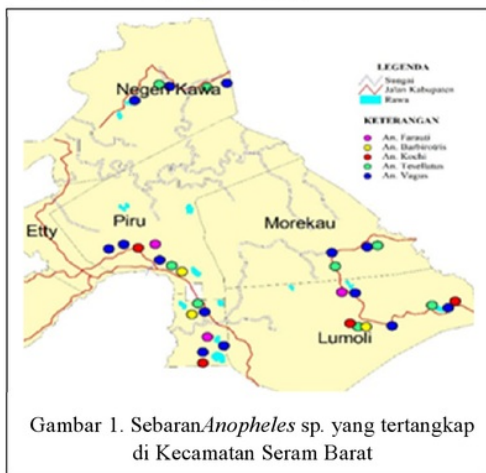 LEGENDA
Sungai
Jalan Kabupaten
Rawa
KETERANGAN
An. Farauti
An. Barbirotris
An. Kochi
An. Tesellatus
An. Vagus
Negeri Kawa
Piru
Etty
Morekau
Lumoli
Gambar 1. SebaranAnopheles sp. yang tertangkap
di Kecamatan Seram Barat